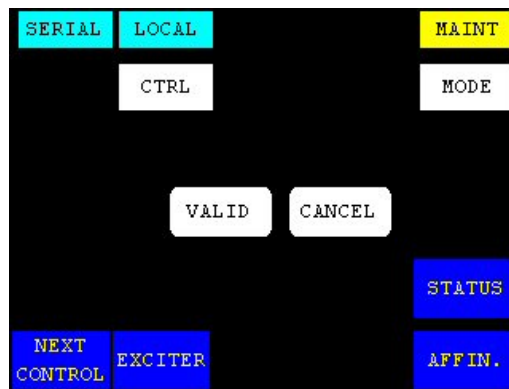 SERIAL LOCAL MAINT
CTRL MODE
VALID CANCEL
STATUS
NEXT
CONTROL EXCITER AFFIN.